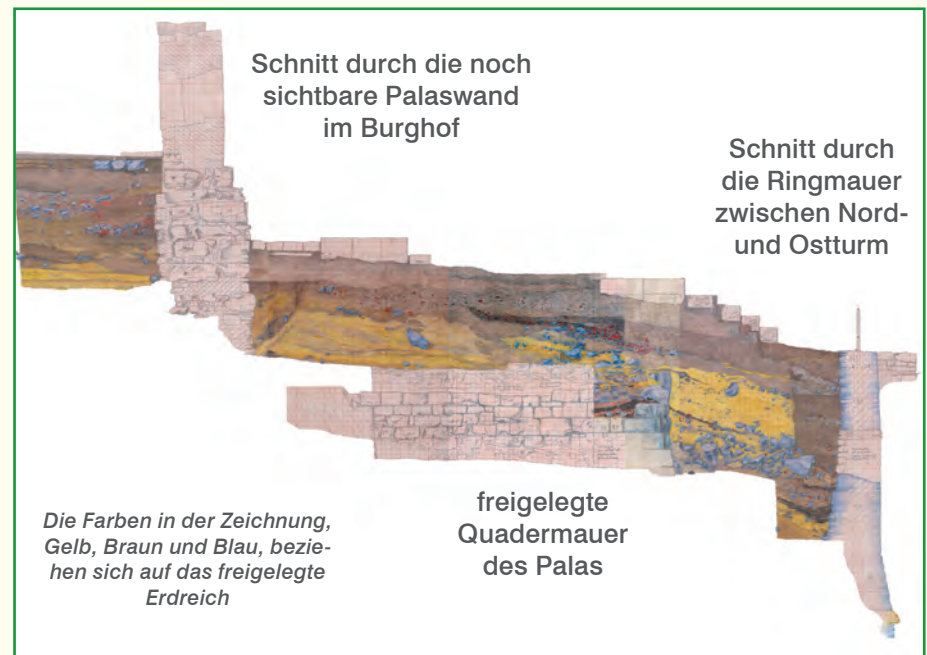 Schnitt durch die noch
sichtbare Palaswand
im Burghof
Schnitt durch
die Ringmauer
zwischen Nord-
und Ostturm
freigelegte
Quadermauer
des Palas
Die Farben in der Zeichnung,
Gelb, Braun und Blau, bezie-
hen sich auf das freigelegte
Erdreich